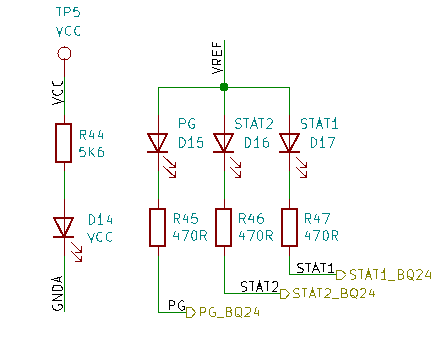 TP5
VCC
VCC
R44
5K6
D14
VCC
GNDA
VREF
PG
D15
STAT2
D16
STAT1
D17
R45
470R
R46
470R
R47
470R
STAT1
STAT1_BQ24
STAT2
STAT2_BQ24
PG
PG_BQ24